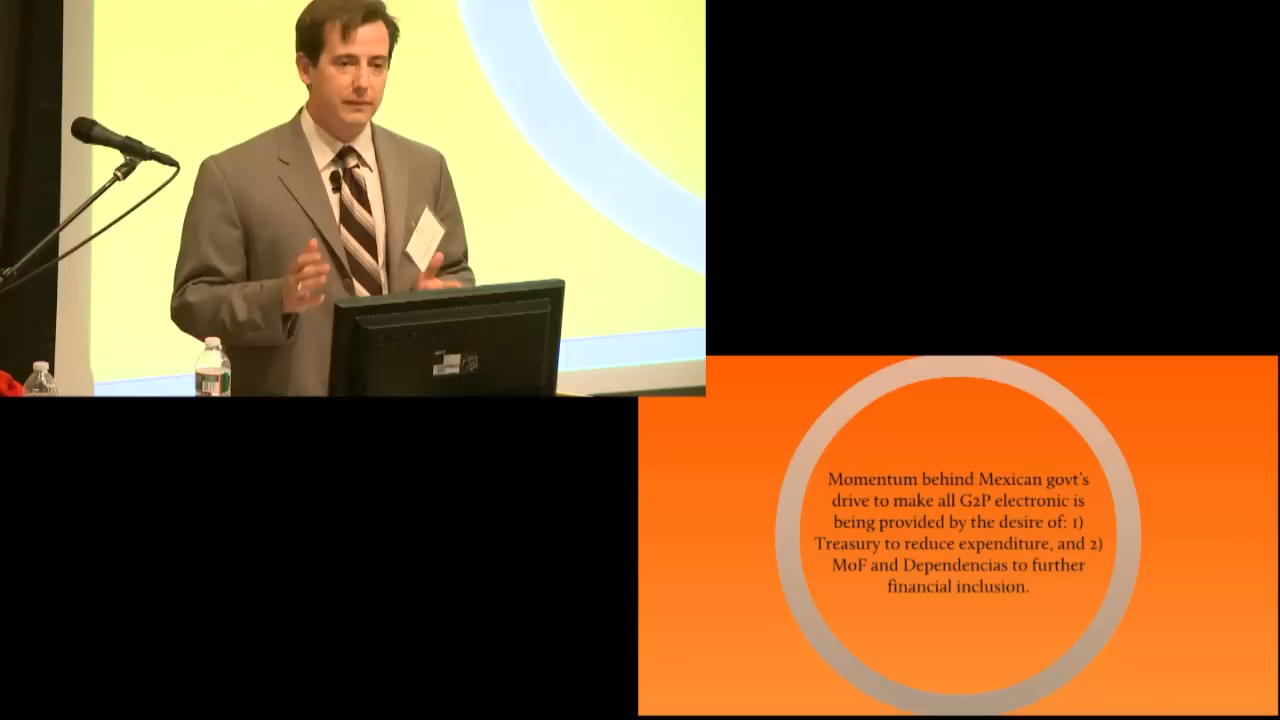 acer
Momentum behind Mexican govt's
drive to make all G2P electronic is
being provided by the desire of: 1)
Treasury to reduce expenditure, and 2)
MoF and Dependencias to further
financial inclusion.